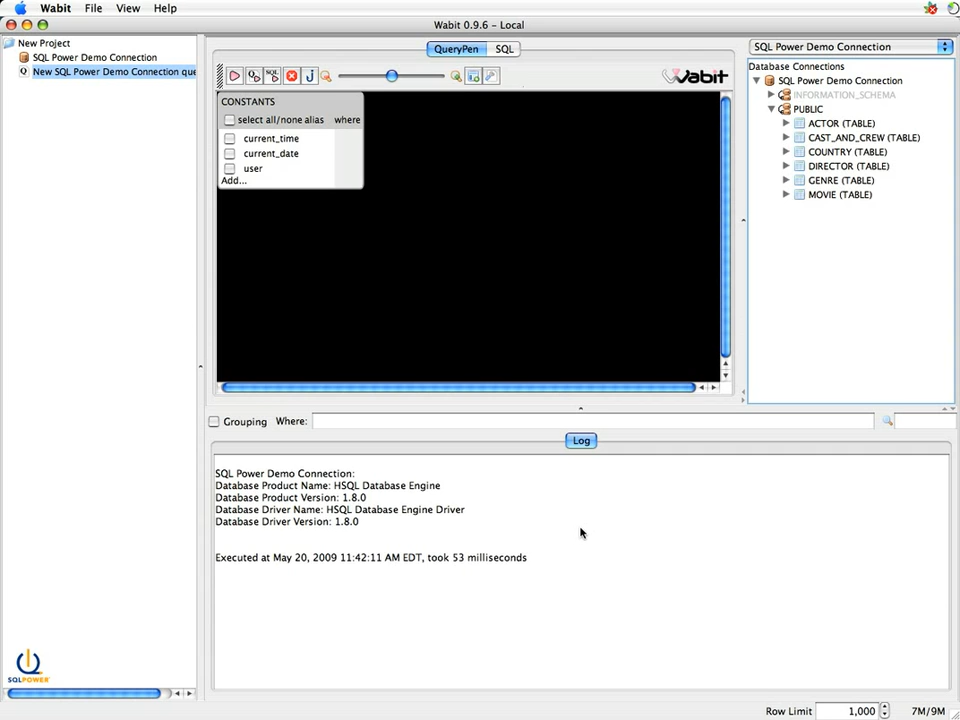 Wabit File View Help
Wabit 0.9.6 - Local
New Project
SQL Power Demo Connection
New SQL Power Demo Connection que
QueryPen SQL
Q SQL J
Wabit
CONSTANTS
select all/none alias where
current_time
current_date
user
Add...
SQL Power Demo Connection
Database Connections
SQL Power Demo Connection
INFORMATION_SCHEMA
PUBLIC
ACTOR (TABLE)
CAST_AND_CREW (TABLE)
COUNTRY (TABLE)
DIRECTOR (TABLE)
GENRE (TABLE)
MOVIE (TABLE)
Grouping Where:
Log
SQL Power Demo Connection:
Database Product Name: HSQL Database Engine
Database Product Version: 1.8.0
Database Driver Name: HSQL Database Engine Driver
Database Driver Version: 1.8.0
Executed at May 20, 2009 11:42:11 AM EDT, took 53 milliseconds
SQLPOWER
Row Limit 1,000 7M/9M